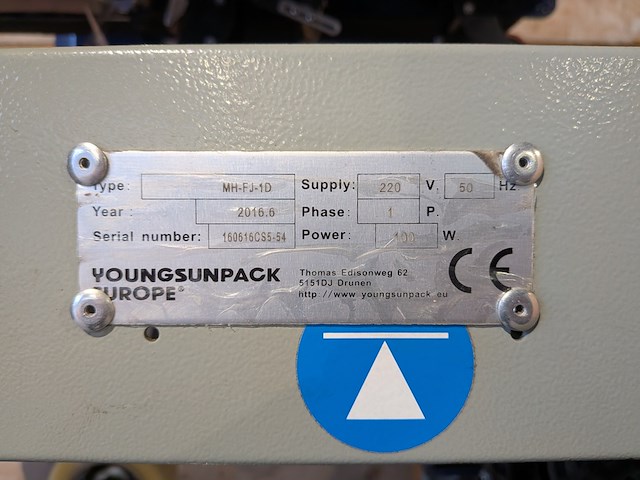 Type: MH-FJ-1D Supply: 220 V, 50 Hz
Year: 2016.6 Phase: 1 P.
Serial number: 160616CS5-54 Power: 100 W.
YOUNGSUNPACK
EUROPE®
Thomas Edisonweg 62
5151DJ Drunen
http://www.youngsunpack.eu
CE